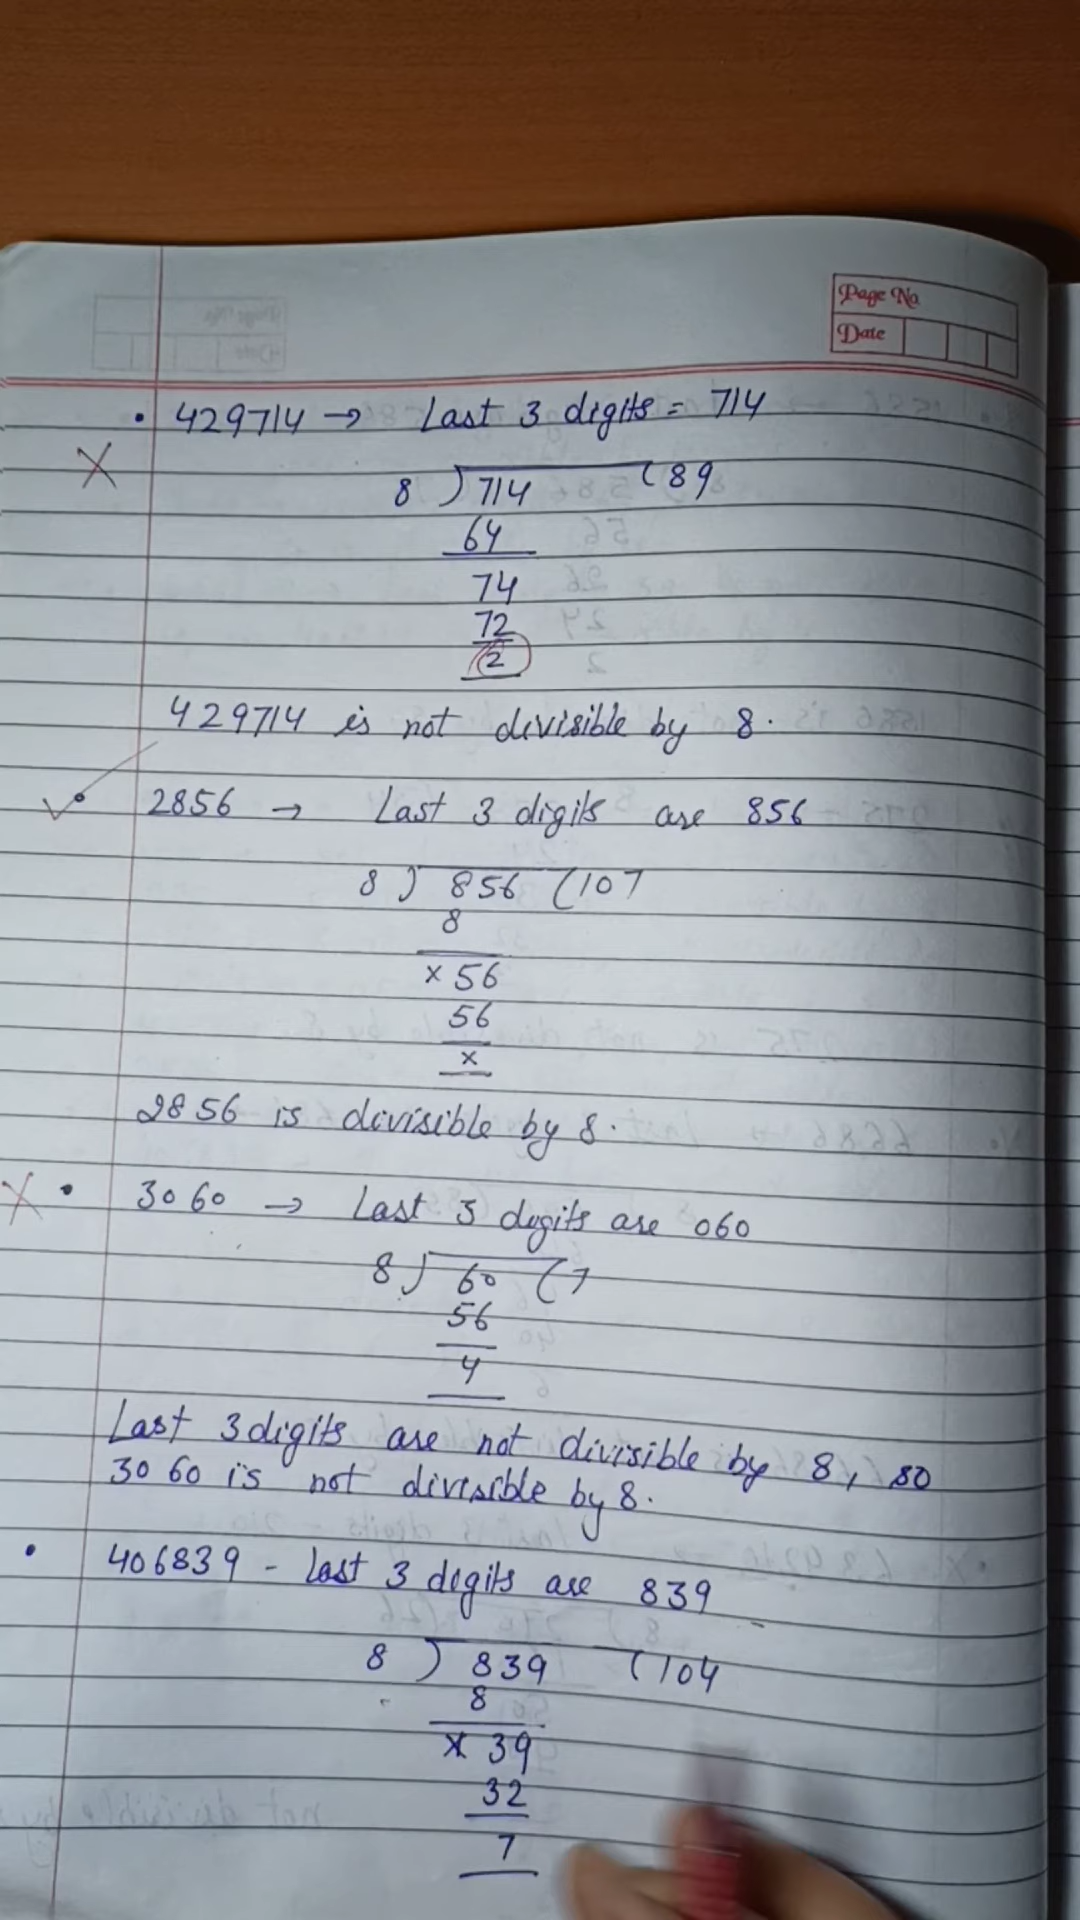 Page No
Date
• 429714 → Last 3 digits = 714
X
8 ) 714 ( 89
64
74
72
2
429714 is not divisible by 8.
✓• 2856 → Last 3 digits are 856
8 ) 856 ( 107
8
x 56
56
x
2856 is divisible by 8.
X • 3060 → Last 3 digits are 060
8 ) 60 ( 7
56
4
Last 3 digits are not divisible by 8, so
3060 is not divisible by 8.
• 406839 - last 3 digits are 839
8 ) 839 ( 104
8
x 39
32
7